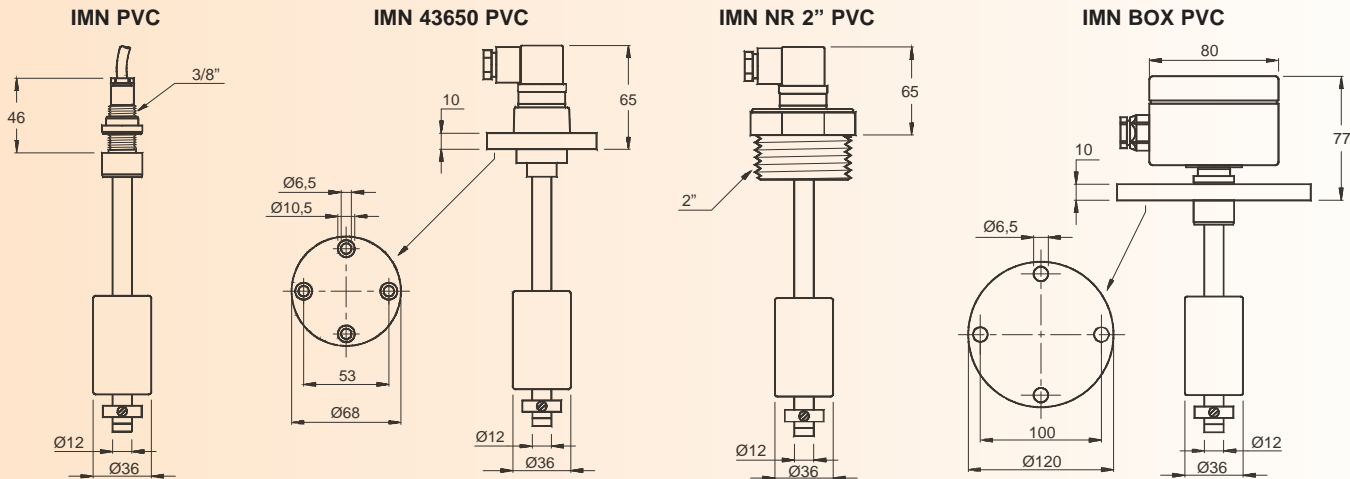 IMN PVC
46
3/8”
Ø12
Ø36
IMN 43650 PVC
10
65
Ø6,5
Ø10,5
53
Ø68
Ø12
Ø36
IMN NR 2” PVC
65
2”
Ø12
Ø36
IMN BOX PVC
80
77
10
Ø6,5
100
Ø120
Ø12
Ø36